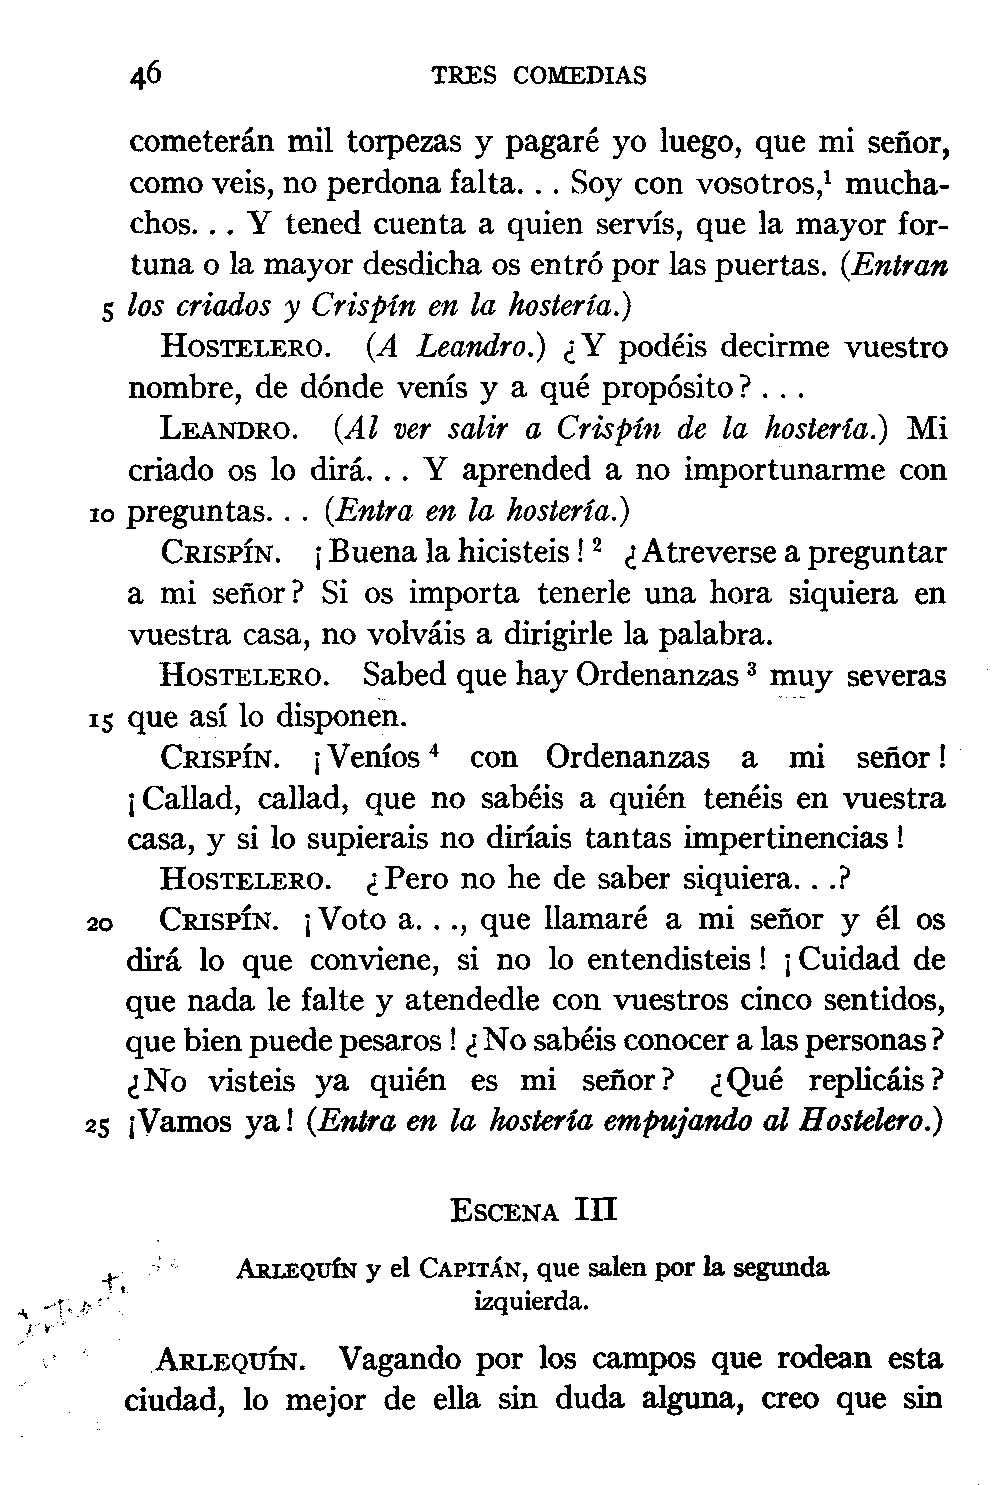 46 TRES COMEDIAS
cometerán mil torpezas y pagaré yo luego, que mi señor,
como veis, no perdona falta. . . Soy con vosotros,¹ mucha-
chos. . . Y tened cuenta a quien servís, que la mayor for-
tuna o la mayor desdicha os entró por las puertas. (Entran
5 los criados y Crispín en la hostería.)
HOSTELERO. (A Leandro.) ¿Y podéis decirme vuestro
nombre, de dónde venís y a qué propósito? . . .
LEANDRO. (Al ver salir a Crispín de la hostería.) Mi
criado os lo dirá. . . Y aprended a no importunarme con
10 preguntas. . . (Entra en la hostería.)
CRISPÍN. ¡Buena la hicisteis!² ¿Atreverse a preguntar
a mi señor? Si os importa tenerle una hora siquiera en
vuestra casa, no volváis a dirigirle la palabra.
HOSTELERO. Sabed que hay Ordenanzas³ muy severas
15 que así lo disponen.
CRISPÍN. ¡Veníos⁴ con Ordenanzas a mi señor!
¡Callad, callad, que no sabéis a quién tenéis en vuestra
casa, y si lo supierais no diríais tantas impertinencias!
HOSTELERO. ¿Pero no he de saber siquiera. . .?
20 CRISPÍN. ¡Voto a. . ., que llamaré a mi señor y él os
dirá lo que conviene, si no lo entendisteis! ¡Cuidad de
que nada le falte y atendedle con vuestros cinco sentidos,
que bien puede pesaros! ¿No sabéis conocer a las personas?
¿No visteis ya quién es mi señor? ¿Qué replicáis?
25 ¡Vamos ya! (Entra en la hostería empujando al Hostelero.)
ESCENA III
ARLEQUÍN y el CAPITÁN, que salen por la segunda
izquierda.
ARLEQUÍN. Vagando por los campos que rodean esta
ciudad, lo mejor de ella sin duda alguna, creo que sin